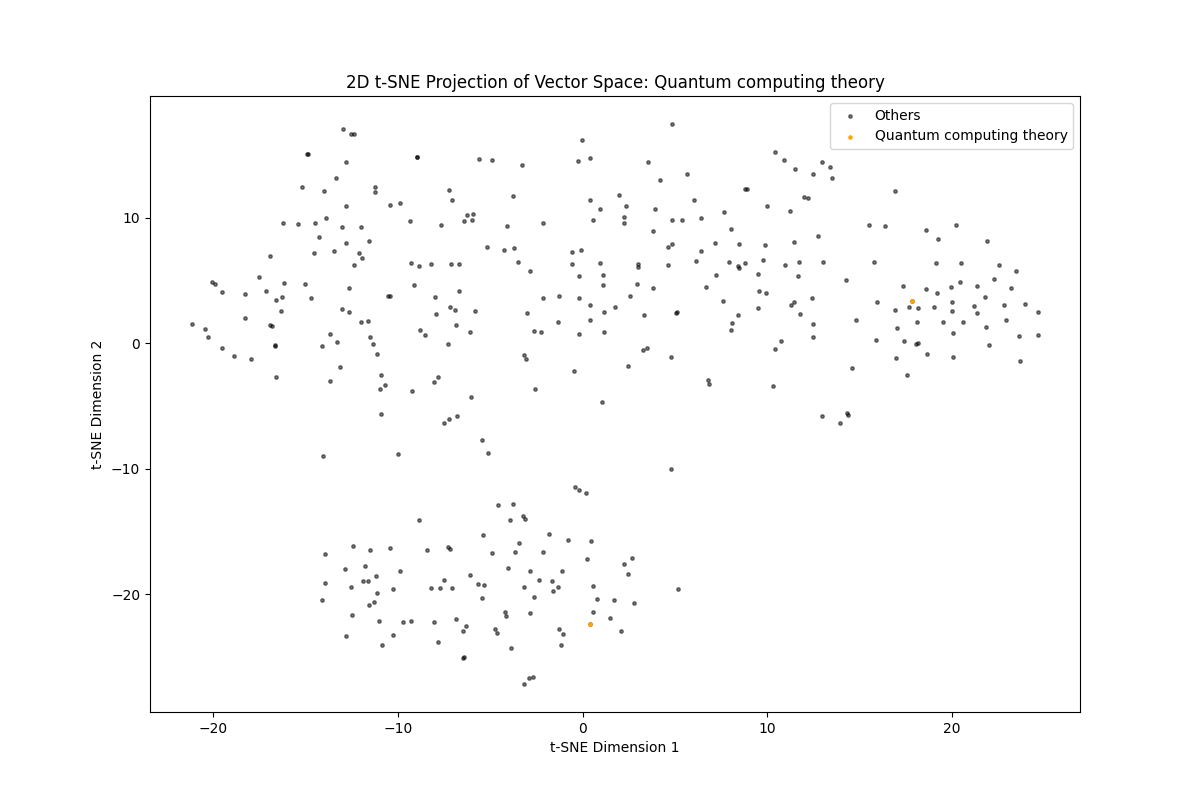 2D t-SNE Projection of Vector Space: Quantum computing theory
Others
Quantum computing theory
10
0
−10
−20
t-SNE Dimension 2
−20
−10
0
10
20
t-SNE Dimension 1